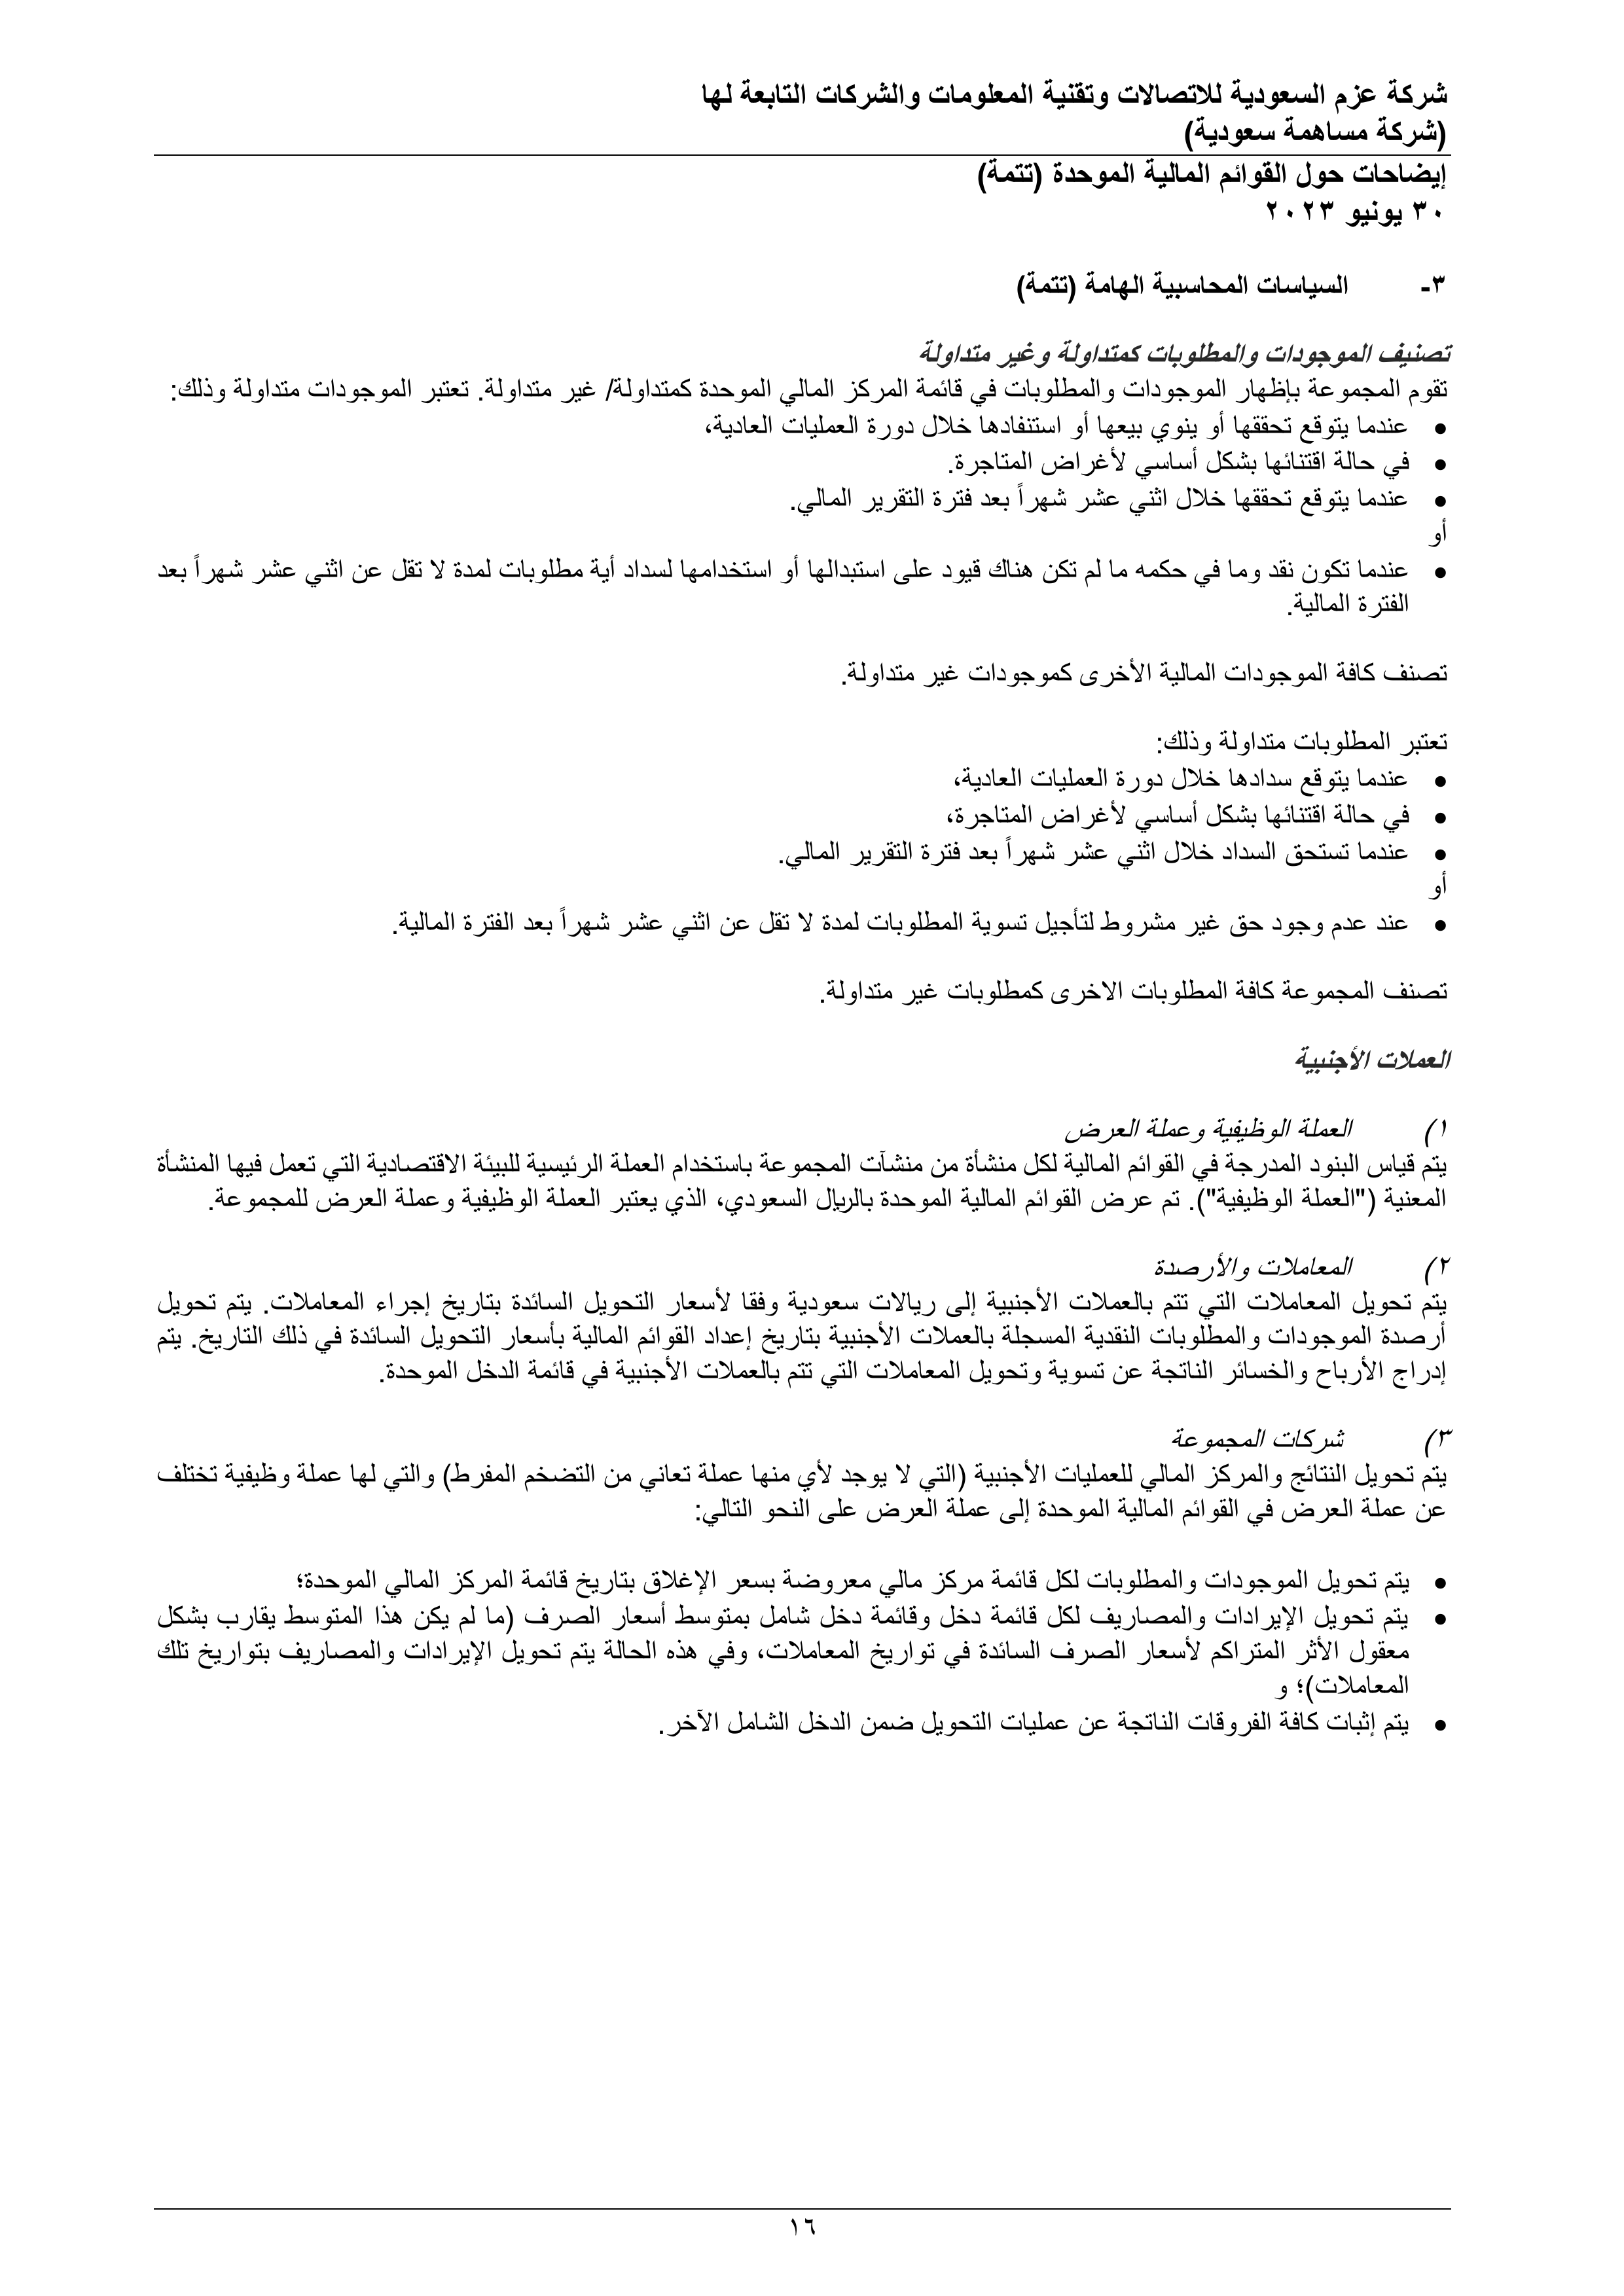 شركة عزم السعودية للاتصالات وتقنية المعلومات والشركات التابعة لها
(شركة مساهمة سعودية)
إيضاحات حول القوائم المالية الموحدة (تتمة)
٣٠ يونيو ٢٠٢٣
٣- السياسات المحاسبية الهامة (تتمة)
تصنيف الموجودات والمطلوبات كمتداولة وغير متداولة
تقوم المجموعة بإظهار الموجودات والمطلوبات في قائمة المركز المالي الموحدة كمتداولة/ غير متداولة. تعتبر الموجودات متداولة وذلك:
• عندما يتوقع تحققها أو ينوي بيعها أو استنفادها خلال دورة العمليات العادية،
• في حالة اقتنائها بشكل أساسي لأغراض المتاجرة.
• عندما يتوقع تحققها خلال اثني عشر شهراً بعد فترة التقرير المالي.
أو
• عندما تكون نقد وما في حكمه ما لم تكن هناك قيود على استبدالها أو استخدامها لسداد أية مطلوبات لمدة لا تقل عن اثني عشر شهراً بعد
الفترة المالية.
تصنف كافة الموجودات المالية الأخرى كموجودات غير متداولة.
تعتبر المطلوبات متداولة وذلك:
• عندما يتوقع سدادها خلال دورة العمليات العادية،
• في حالة اقتنائها بشكل أساسي لأغراض المتاجرة،
• عندما تستحق السداد خلال اثني عشر شهراً بعد فترة التقرير المالي.
أو
• عند عدم وجود حق غير مشروط لتأجيل تسوية المطلوبات لمدة لا تقل عن اثني عشر شهراً بعد الفترة المالية.
تصنف المجموعة كافة المطلوبات الاخرى كمطلوبات غير متداولة.
العملات الأجنبية
١) العملة الوظيفية وعملة العرض
يتم قياس البنود المدرجة في القوائم المالية لكل منشأة من منشآت المجموعة باستخدام العملة الرئيسية للبيئة الاقتصادية التي تعمل فيها المنشأة
المعنية ("العملة الوظيفية"). تم عرض القوائم المالية الموحدة بالريال السعودي، الذي يعتبر العملة الوظيفية وعملة العرض للمجموعة.
٢) المعاملات والأرصدة
يتم تحويل المعاملات التي تتم بالعملات الأجنبية إلى ريالات سعودية وفقا لأسعار التحويل السائدة بتاريخ إجراء المعاملات. يتم تحويل
أرصدة الموجودات والمطلوبات النقدية المسجلة بالعملات الأجنبية بتاريخ إعداد القوائم المالية بأسعار التحويل السائدة في ذلك التاريخ. يتم
إدراج الأرباح والخسائر الناتجة عن تسوية وتحويل المعاملات التي تتم بالعملات الأجنبية في قائمة الدخل الموحدة.
٣) شركات المجموعة
يتم تحويل النتائج والمركز المالي للعمليات الأجنبية (التي لا يوجد لأي منها عملة تعاني من التضخم المفرط) والتي لها عملة وظيفية تختلف
عن عملة العرض في القوائم المالية الموحدة إلى عملة العرض على النحو التالي:
• يتم تحويل الموجودات والمطلوبات لكل قائمة مركز مالي معروضة بسعر الإغلاق بتاريخ قائمة المركز المالي الموحدة؛
• يتم تحويل الإيرادات والمصاريف لكل قائمة دخل وقائمة دخل شامل بمتوسط أسعار الصرف (ما لم يكن هذا المتوسط يقارب بشكل
معقول الأثر المتراكم لأسعار الصرف السائدة في تواريخ المعاملات، وفي هذه الحالة يتم تحويل الإيرادات والمصاريف بتواريخ تلك
المعاملات)؛ و
• يتم إثبات كافة الفروقات الناتجة عن عمليات التحويل ضمن الدخل الشامل الآخر.
١٦